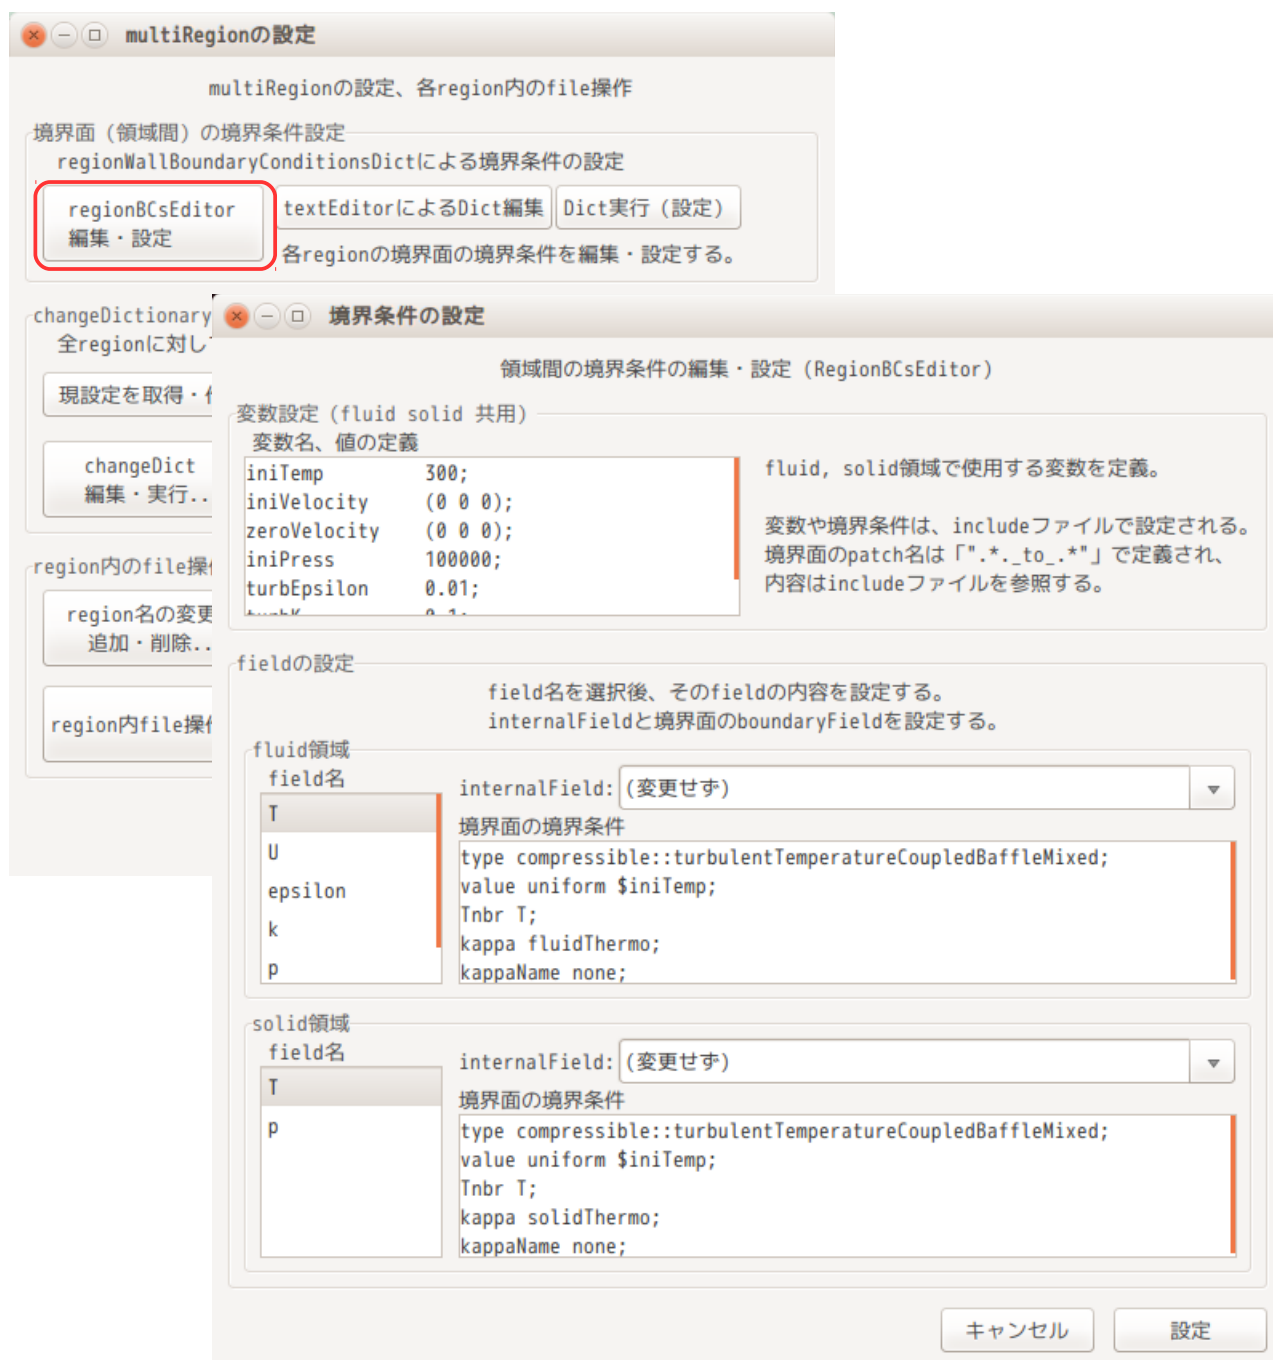 multiRegionの設定
multiRegionの設定、各region内のfile操作
境界面（領域間）の境界条件設定
regionWallBoundaryConditionsDictによる境界条件の設定
regionBCsEditor
編集・設定
textEditorによるDict編集
Dict実行（設定）
各regionの境界面の境界条件を編集・設定する。
changeDictionary
全regionに対し
現設定を取得・
changeDict
編集・実行..
region内のfile操
region名の変更
追加・削除..
region内file操
境界条件の設定
領域間の境界条件の編集・設定（RegionBCsEditor）
変数設定（fluid solid 共用）
変数名、値の定義
iniTemp 300;
iniVelocity (0 0 0);
zeroVelocity (0 0 0);
iniPress 100000;
turbEpsilon 0.01;
fluid, solid領域で使用する変数を定義。
変数や境界条件は、includeファイルで設定される。
境界面のpatch名は「".*._to_.*"」で定義され、
内容はincludeファイルを参照する。
fieldの設定
field名を選択後、そのfieldの内容を設定する。
internalFieldと境界面のboundaryFieldを設定する。
fluid領域
field名
T
U
epsilon
k
p
internalField: (変更せず)
境界面の境界条件
type compressible::turbulentTemperatureCoupledBaffleMixed;
value uniform $iniTemp;
Tnbr T;
kappa fluidThermo;
kappaName none;
solid領域
field名
T
p
internalField: (変更せず)
境界面の境界条件
type compressible::turbulentTemperatureCoupledBaffleMixed;
value uniform $iniTemp;
Tnbr T;
kappa solidThermo;
kappaName none;
キャンセル
設定